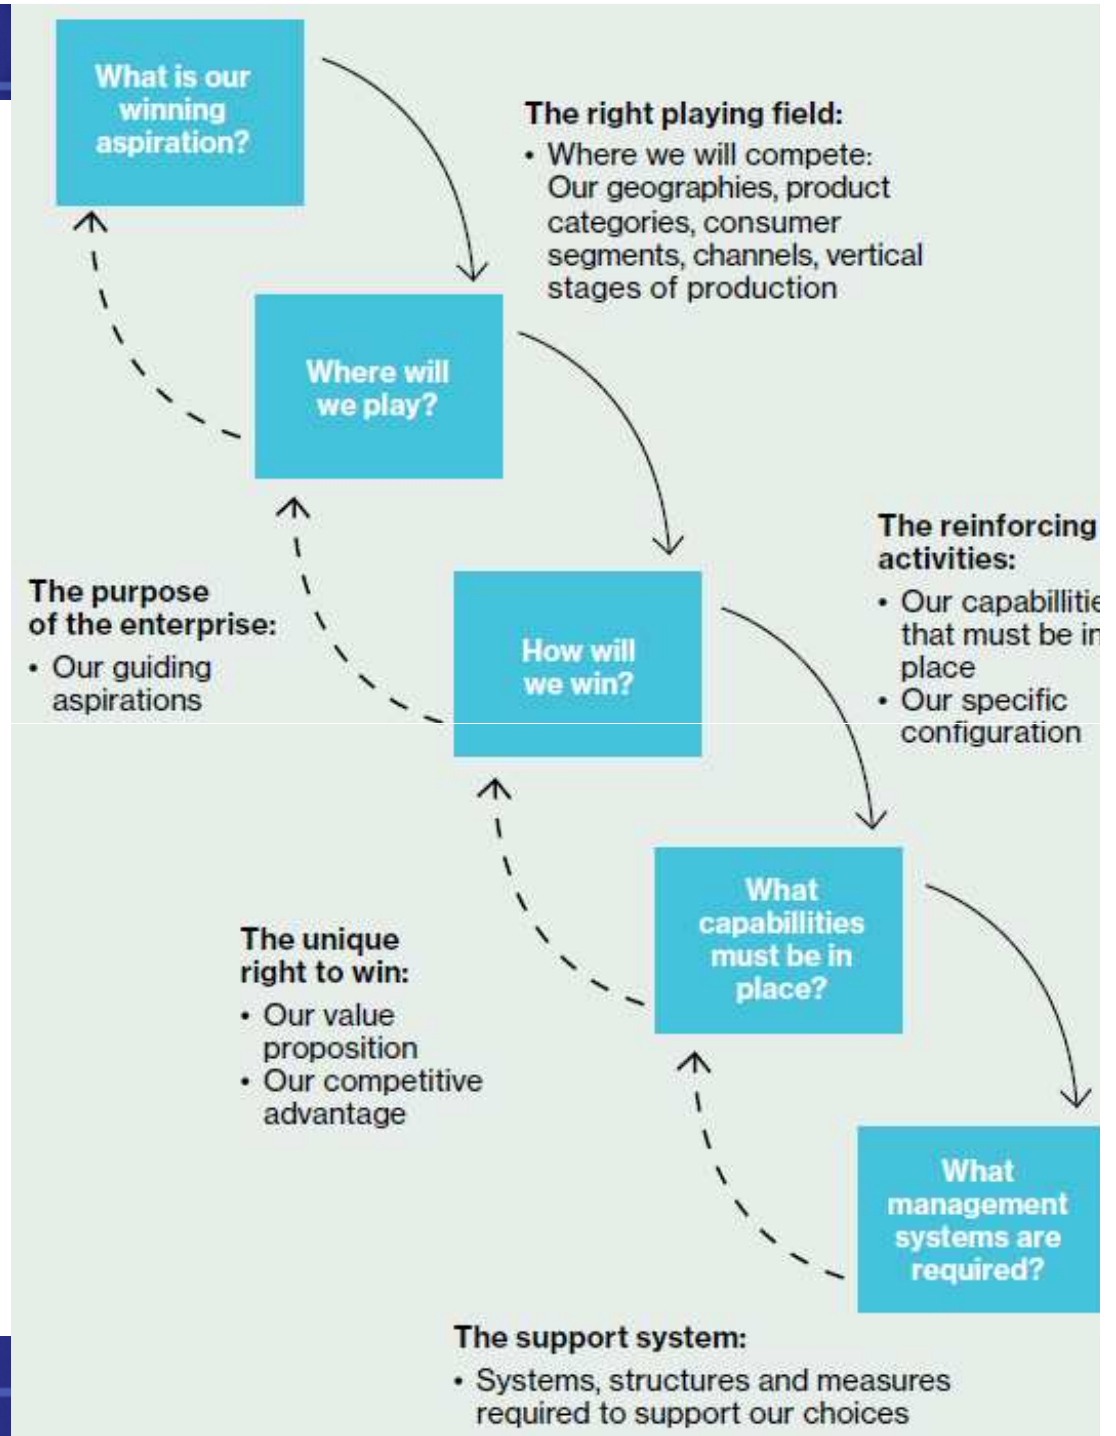 What is our
winning
aspiration?
The right playing field:
• Where we will compete:
Our geographies, product
categories, consumer
segments, channels, vertical
stages of production
Where will
we play?
The reinforcing
activities:
• Our capabillitie
that must be in
place
• Our specific
configuration
The purpose
of the enterprise:
• Our guiding
aspirations
How will
we win?
What
capabillities
must be in
place?
The unique
right to win:
• Our value
proposition
• Our competitive
advantage
What
management
systems are
required?
The support system:
• Systems, structures and measures
required to support our choices